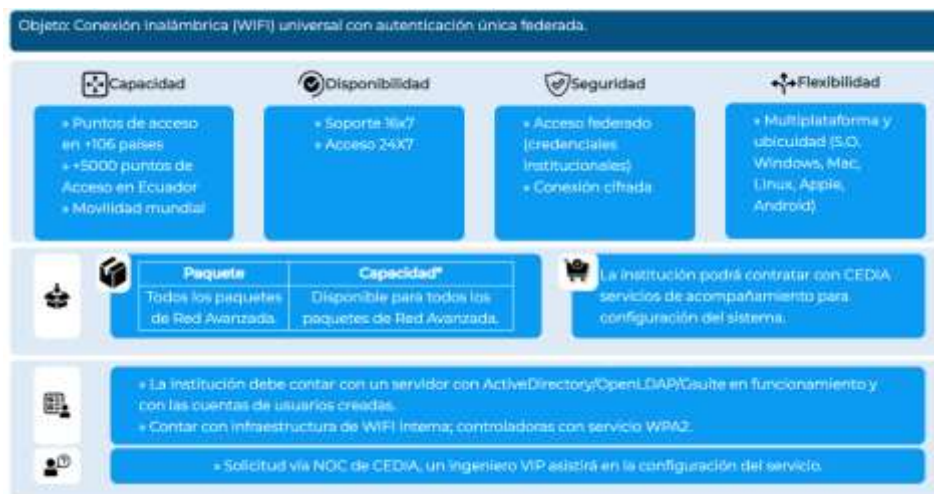 Objeto: Conexión Inalámbrica (WIFI) universal con autenticación única federada.
Capacidad
» Puntos de acceso
en +106 países
» +5000 puntos de
Acceso en Ecuador
» Movilidad mundial
Disponibilidad
» Soporte 16x7
» Acceso 24X7
Seguridad
» Acceso federado
(credenciales
Institucionales)
» Conexión cifrada
Flexibilidad
» Multiplataforma y
ubicuidad (S.O.
Windows, Mac,
Linux, Apple,
Android)
Paquete
Capacidad*
Todos los paquetes
de Red Avanzada.
Disponible para todos los
paquetes de Red Avanzada.
La institución podrá contratar con CEDIA
servicios de acompañamiento para
configuración del sistema.
» La institución debe contar con un servidor con ActiveDirectory/OpenLDAP/Gsuite en funcionamiento y
con las cuentas de usuarios creadas.
» Contar con infraestructura de WIFI Interna; controladoras con servicio WPA2.
» Solicitud vía NOC de CEDIA, un ingeniero VIP asistirá en la configuración del servicio.